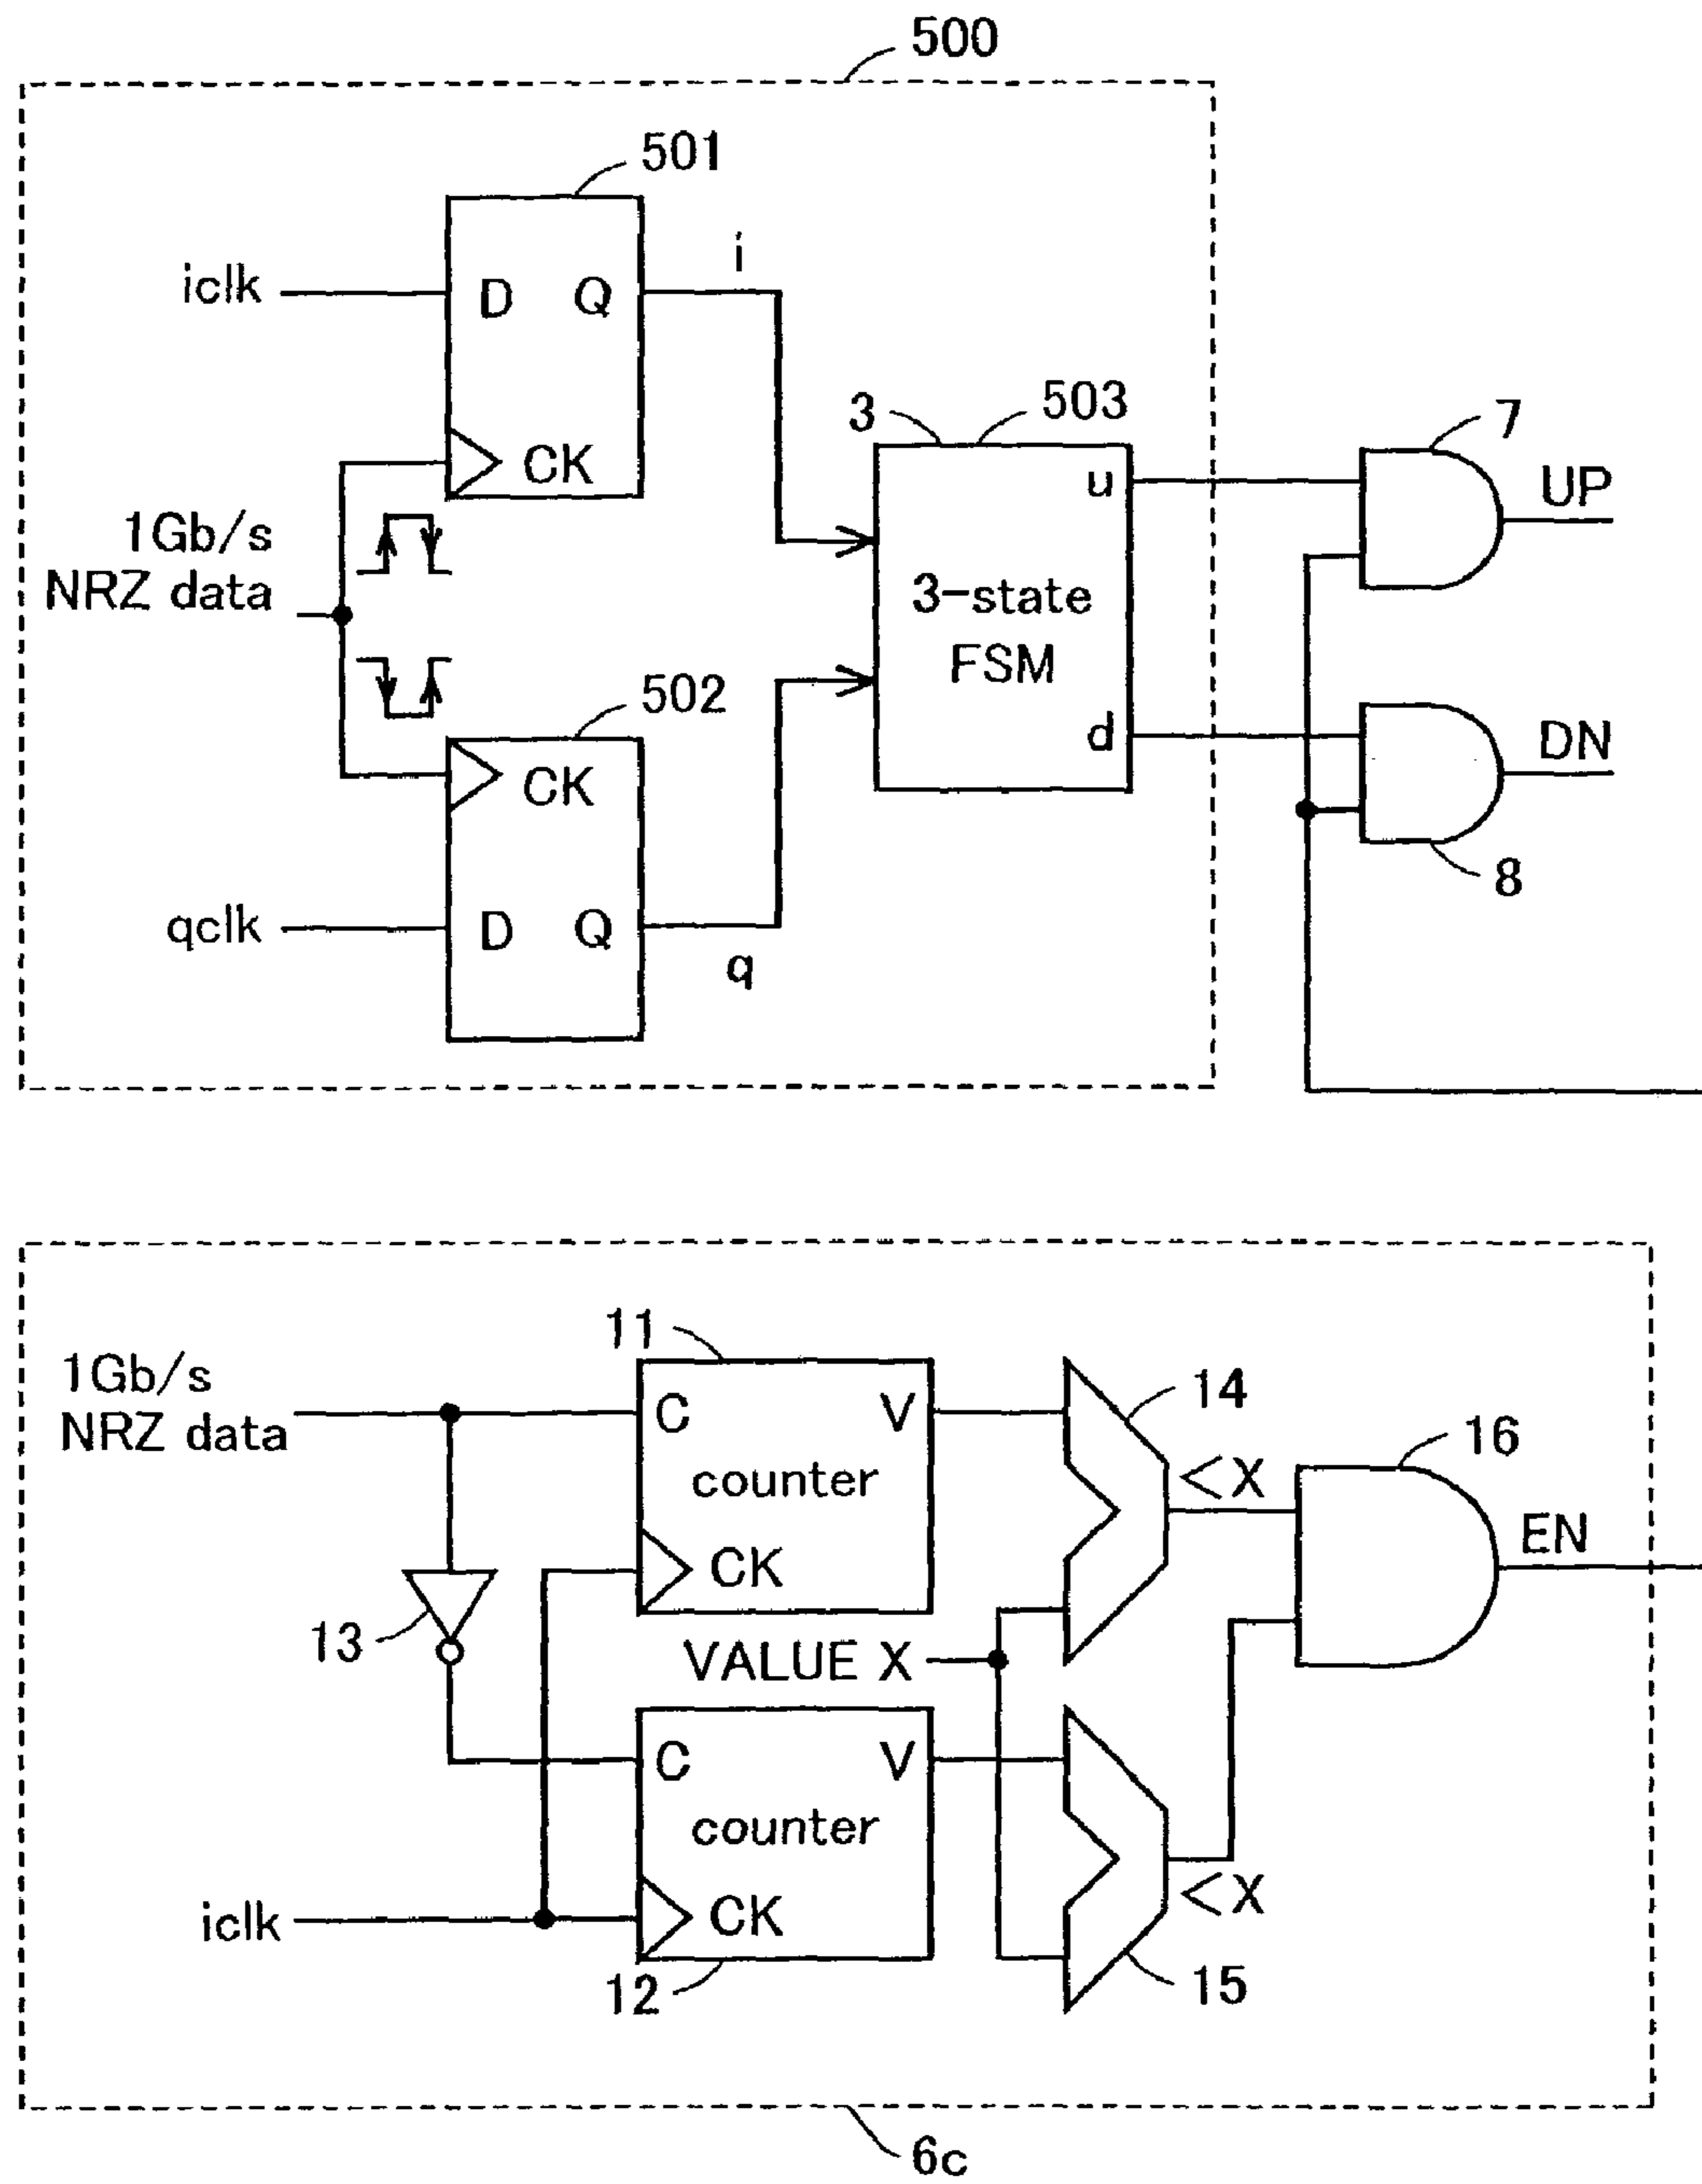 500
501
iclk
D
Q
i
CK
1Gb/s
NRZ data
3
503
u
3-state
FSM
d
7
UP
DN
8
502
CK
qclk
D
Q
q
1Gb/s
NRZ data
11
C
V
counter
CK
14
<X
16
EN
13
VALUE X
C
V
counter
CK
iclk
12
<X
15
6c